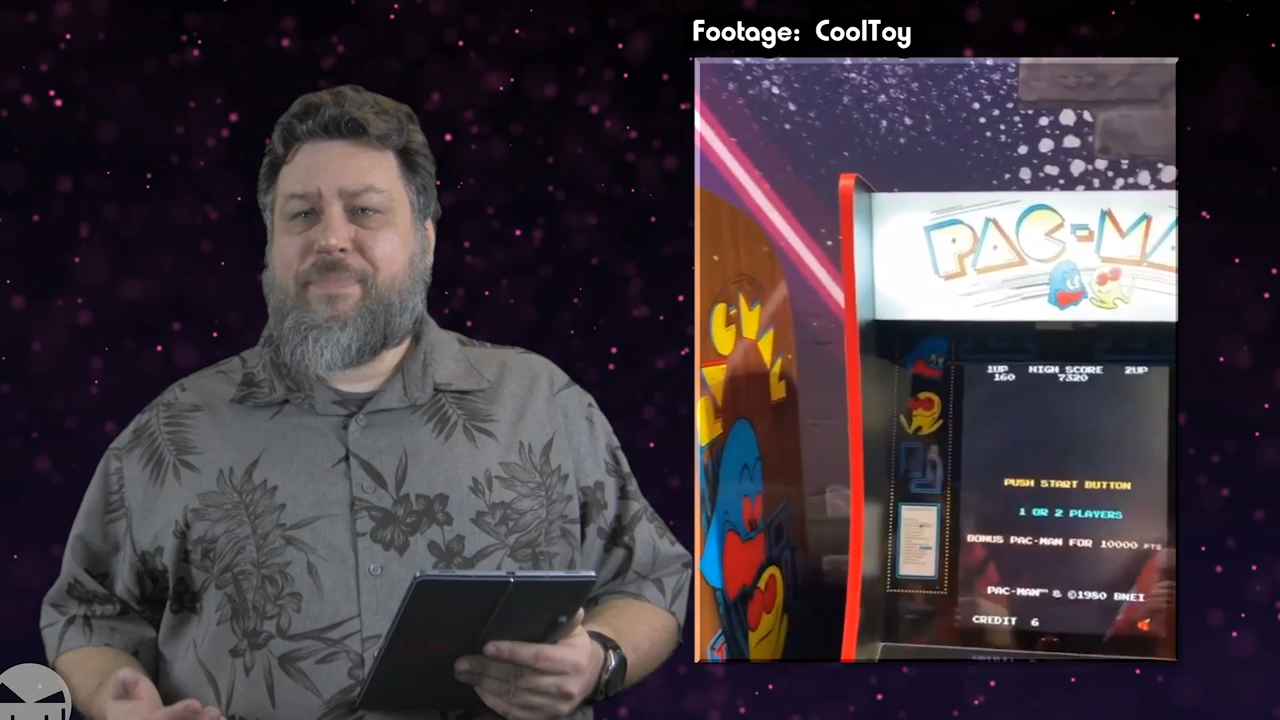 Footage: CoolToy
PAC-MA
1UP HIGH SCORE 2UP
160 7320
PUSH START BUTTON
1 OR 2 PLAYERS
BONUS PAC-MAN FOR 10000 PTS
PAC-MAN™ & ©1980 BNEI
CREDIT 6